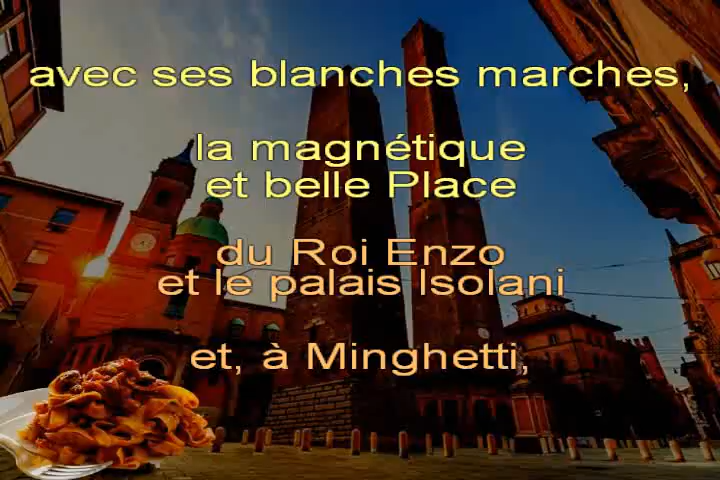 avec ses blanches marches,
la magnétique
et belle Place
du Roi Enzo
et le palais Isolani
et, à Minghetti,